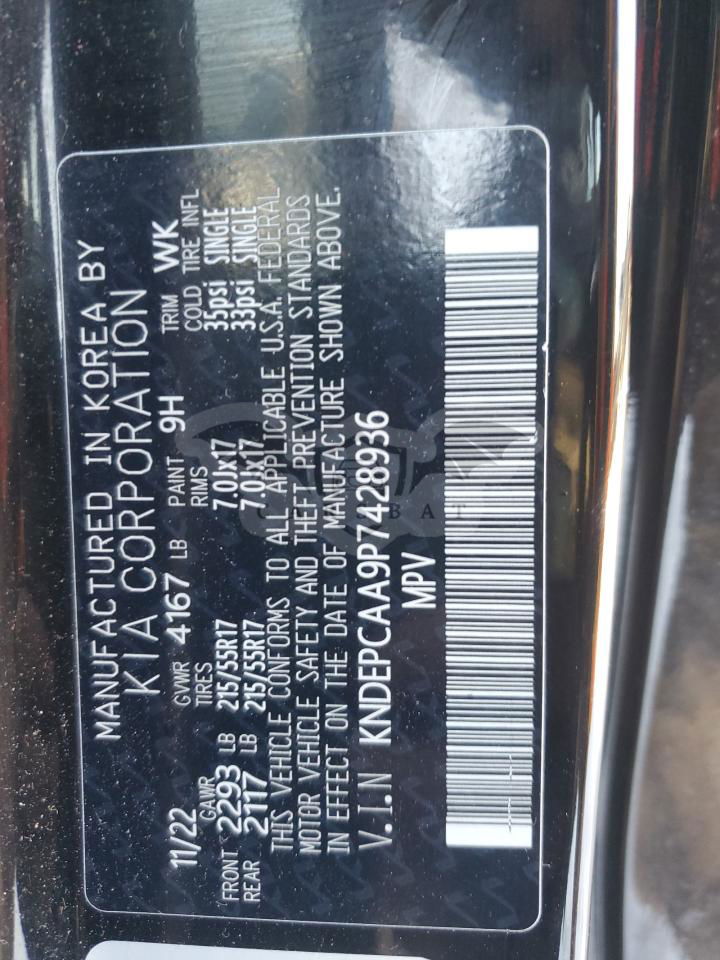 MANUFACTURED IN KOREA BY
KIA CORPORATION
11/22 GVWR 4167 LB PAINT 9H TRIM WK
GAWR TIRES RIMS COLD TIRE INFL
FRONT 2293 LB 215/55R17 7.0Jx17 35psi SINGLE
REAR 2117 LB 215/55R17 7.0Jx17 33psi SINGLE
THIS VEHICLE CONFORMS TO ALL APPLICABLE U.S.A. FEDERAL
MOTOR VEHICLE SAFETY AND THEFT PREVENTION STANDARDS
IN EFFECT ON THE DATE OF MANUFACTURE SHOWN ABOVE.
V.I.N KNDEPCAA9P7428936
MPV